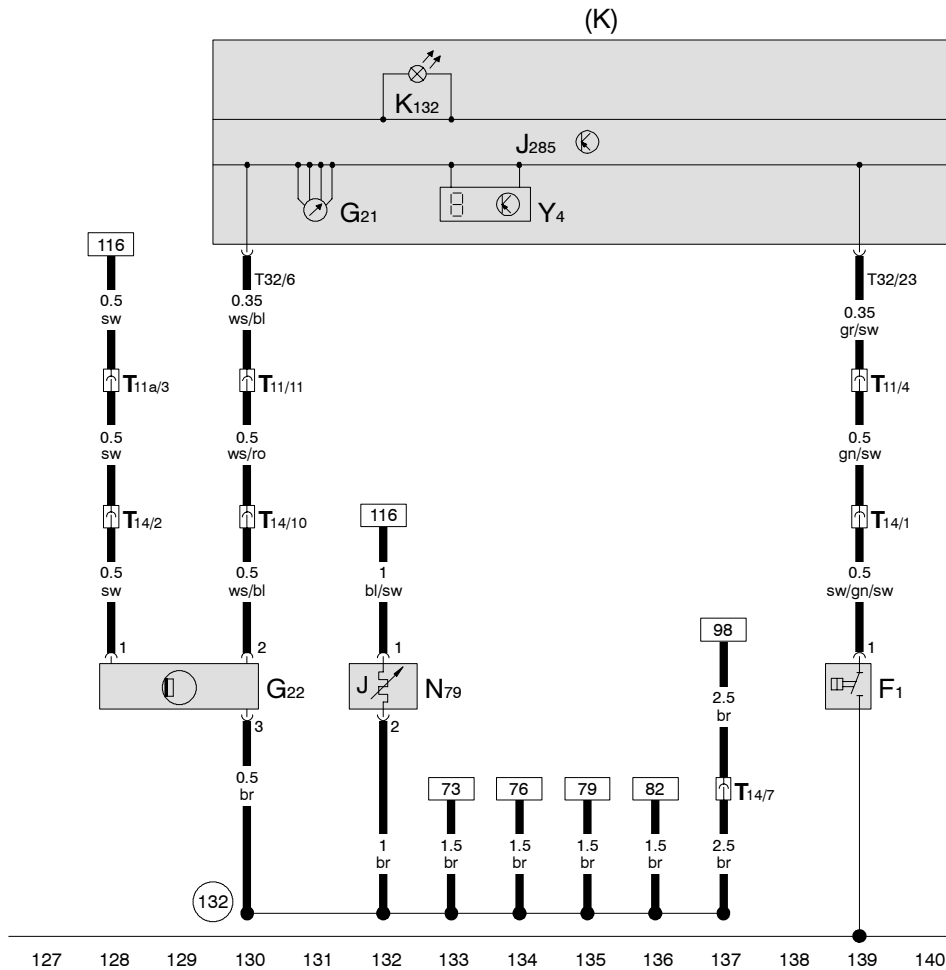 (K)
K132
J285
G21
Y4
116
T32/6
T32/23
0.5
sw
0.35
ws/bl
0.35
gr/sw
T11a/3
T11/11
T11/4
0.5
sw
0.5
ws/ro
0.5
gn/sw
116
T14/2
T14/10
T14/1
0.5
sw
0.5
ws/bl
1
bl/sw
0.5
sw/gn/sw
98
1
2
1
1
G22
J
N79
F1
2.5
br
3
2
0.5
br
73
76
79
82
T14/7
1
br
1.5
br
1.5
br
1.5
br
1.5
br
2.5
br
132
127 128 129 130 131 132 133 134 135 136 137 138 139 140